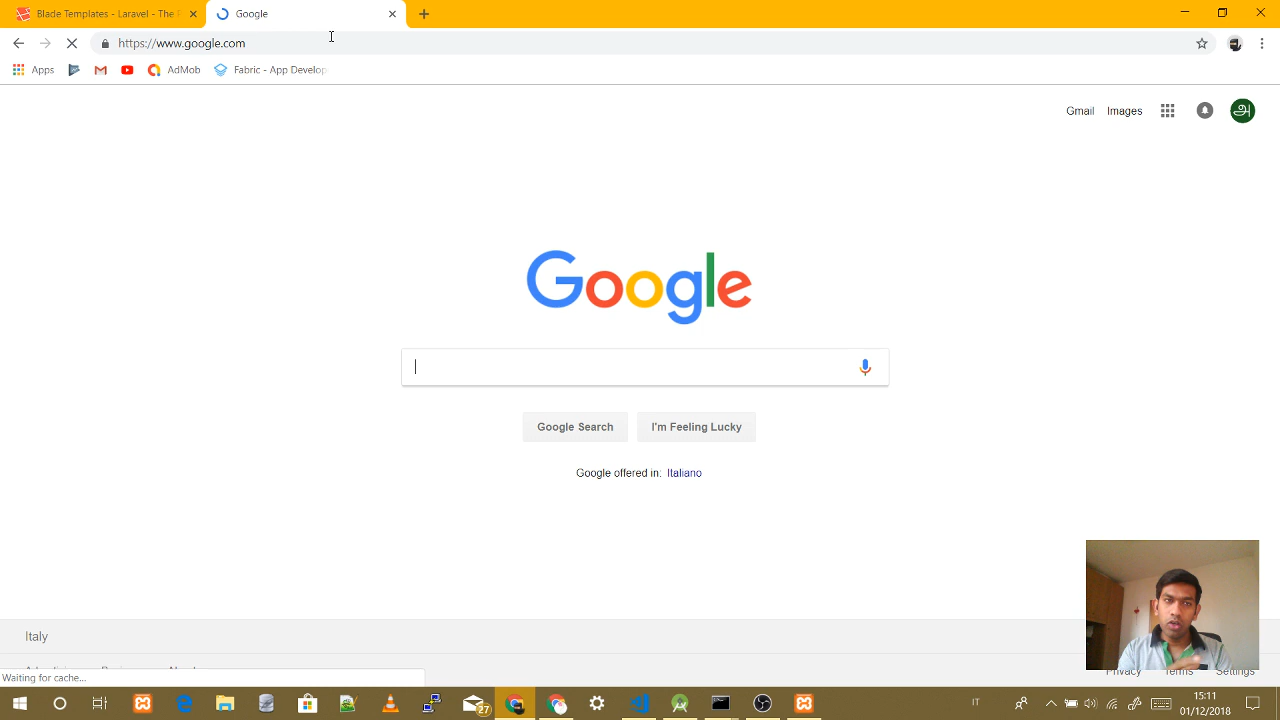 Blade Templates - Laravel - The
Google
https://www.google.com
Apps
AdMob
Fabric - App Develop
Gmail
Images
அ
Google
Google Search
I'm Feeling Lucky
Google offered in: Italiano
Italy
Waiting for cache...
Privacy
Terms
Settings
27
IT
15:11
01/12/2018